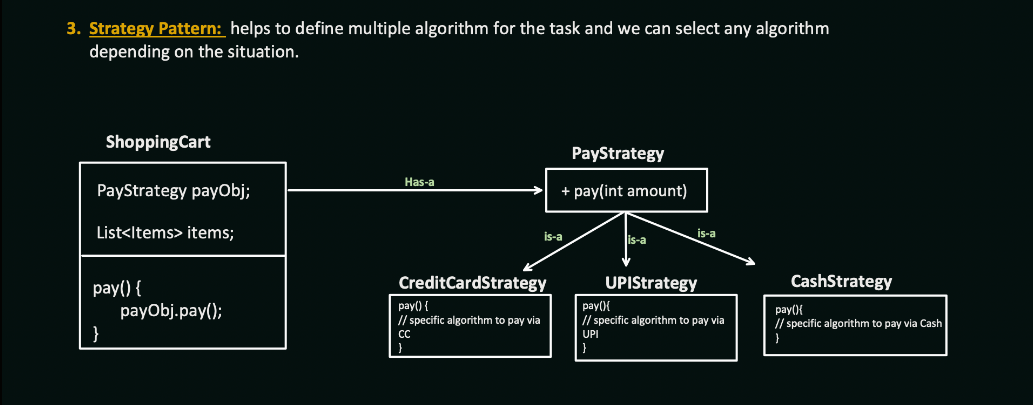 3. Strategy Pattern: helps to define multiple algorithm for the task and we can select any algorithm
depending on the situation.
ShoppingCart
PayStrategy payObj;
List<Items> items;
pay() {
payObj.pay();
}
Has-a
PayStrategy
+ pay(int amount)
is-a
is-a
is-a
CreditCardStrategy
pay() {
// specific algorithm to pay via
CC
}
UPIStrategy
pay(){
// specific algorithm to pay via
UPI
}
CashStrategy
pay(){
// specific algorithm to pay via Cash
}